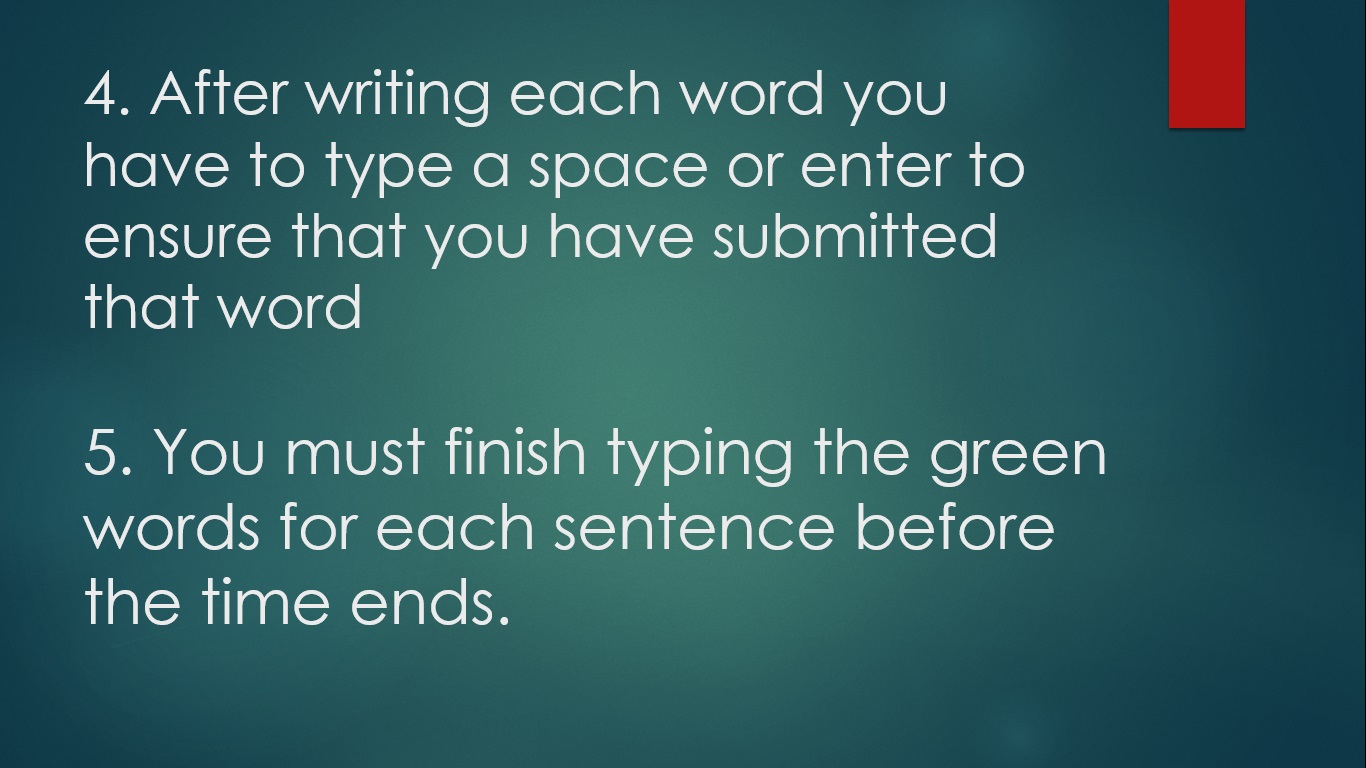 4. After writing each word you
have to type a space or enter to
ensure that you have submitted
that word
5. You must finish typing the green
words for each sentence before
the time ends.